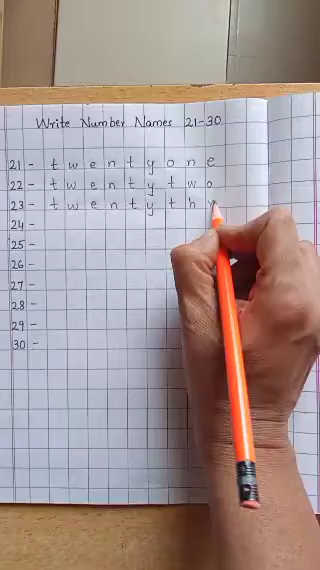 Write Number Names 21-30
21 - twentyone
22 - twentytwo
23 - twentyth
24 -
25 -
26 -
27 -
28 -
29 -
30 -